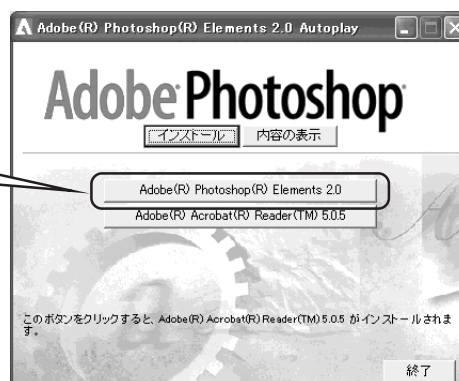 Adobe(R) Photoshop(R) Elements 2.0 Autoplay
Adobe Photoshop
インストール 内容の表示
Adobe(R) Photoshop(R) Elements 2.0
Adobe(R) Acrobat(R) Reader(TM) 5.0.5
このボタンをクリックすると、Adobe(R) Acrobat(R) Reader(TM) 5.0.5 がインストールされま
す。
終了